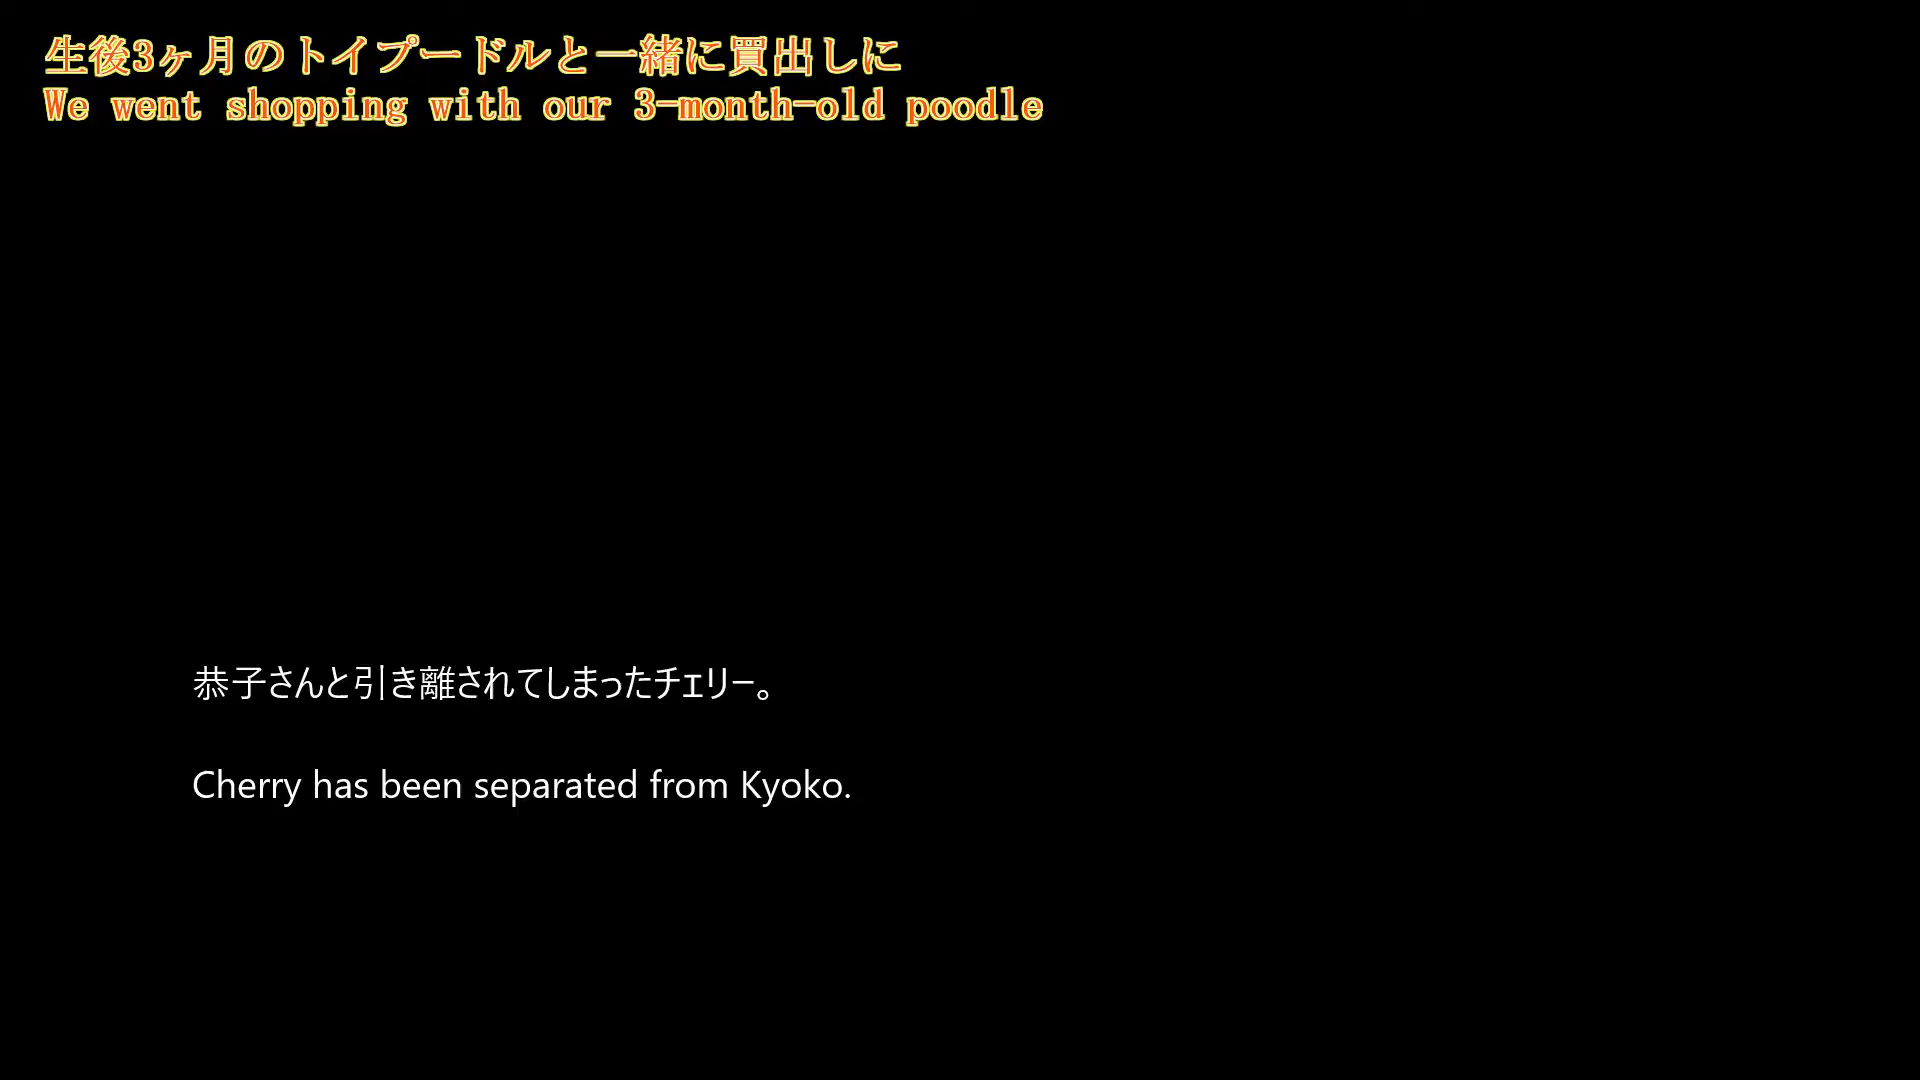 生後3ヶ月のトイプードルと一緒に買出しに
We went shopping with our 3-month-old poodle
恭子さんと引き離されてしまったチェリー。
Cherry has been separated from Kyoko.